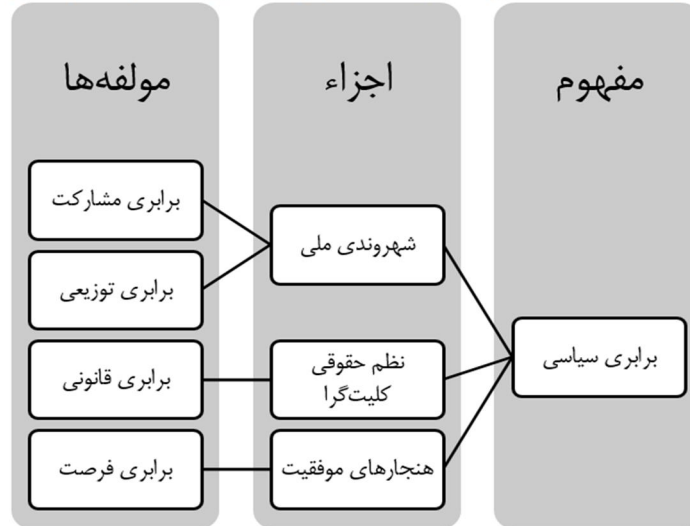 مفهوم
اجزاء
مولفه‌ها
برابری سیاسی
شهروندی ملی
نظم حقوقی
کلیت‌گرا
هنجارهای موفقیت
برابری مشارکت
برابری توزیعی
برابری قانونی
برابری فرصت